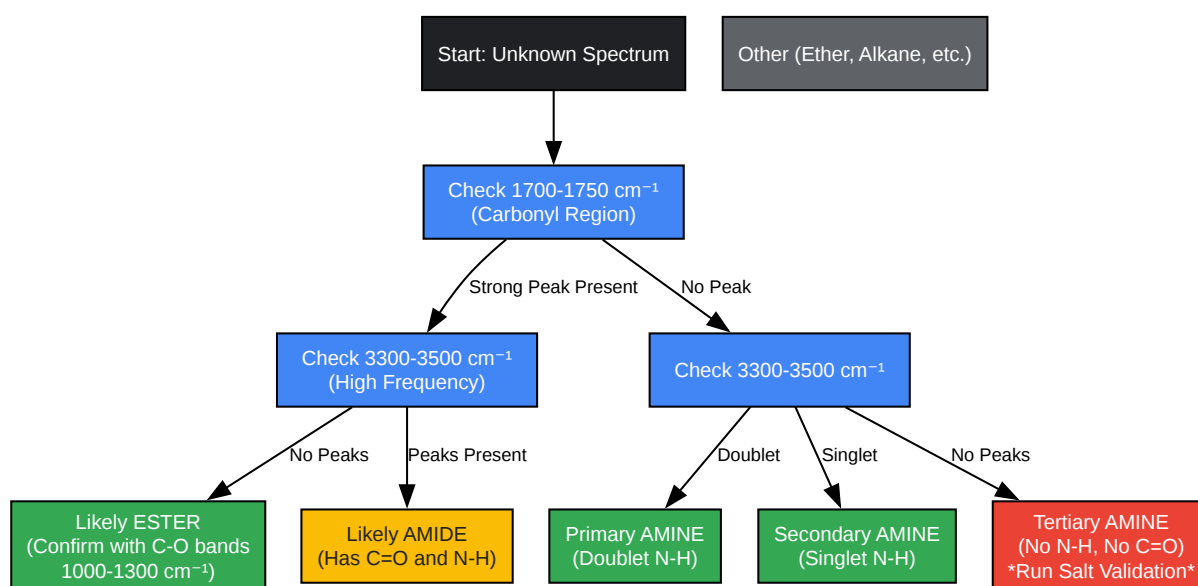 Start: Unknown Spectrum
Other (Ether, Alkane, etc.)
Check 1700-1750 cm⁻¹
(Carbonyl Region)
Strong Peak Present
No Peak
Check 3300-3500 cm⁻¹
(High Frequency)
Check 3300-3500 cm⁻¹
No Peaks
Peaks Present
Doublet
Singlet
No Peaks
Likely ESTER
(Confirm with C-O bands
1000-1300 cm⁻¹)
Likely AMIDE
(Has C=O and N-H)
Primary AMINE
(Doublet N-H)
Secondary AMINE
(Singlet N-H)
Tertiary AMINE
(No N-H, No C=O)
*Run Salt Validation*